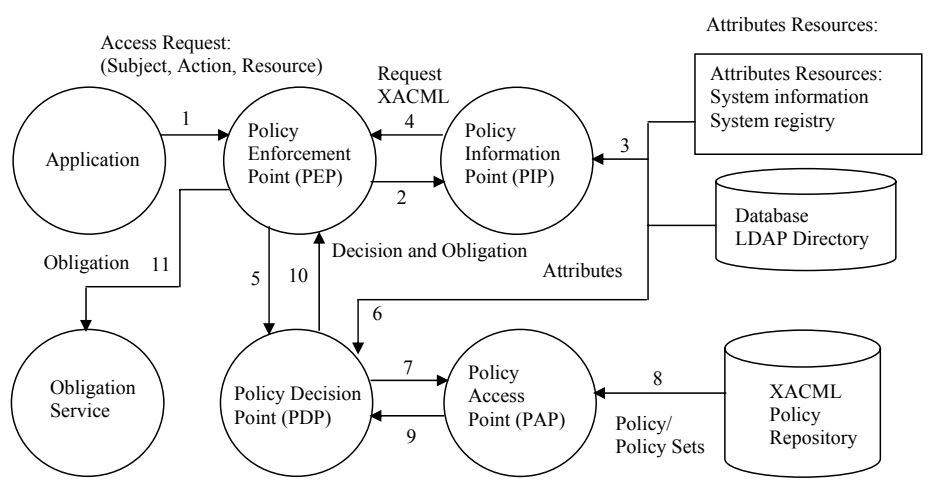 Attributes Resources:
Access Request:
(Subject, Action, Resource)
Request
XACML
Attributes Resources:
System information
System registry
1
4
3
Application
Policy
Enforcement
Point (PEP)
Policy
Information
Point (PIP)
2
Database
LDAP Directory
Obligation
11
5
10
Decision and Obligation
Attributes
6
Obligation
Service
Policy Decision
Point (PDP)
7
9
Policy
Access
Point (PAP)
8
Policy/
Policy Sets
XACML
Policy
Repository